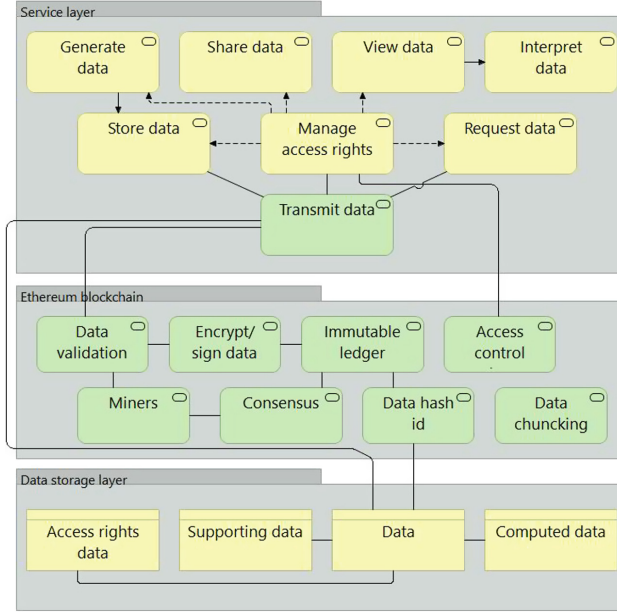 Service layer
Generate
data
Share data
View data
Interpret
data
Store data
Manage
access rights
Request data
Transmit data
Ethereum blockchain
Data
validation
Encrypt/
sign data
Immutable
ledger
Access
control
Miners
Consensus
Data hash
id
Data
chuncking
Data storage layer
Access rights
data
Supporting data
Data
Computed data